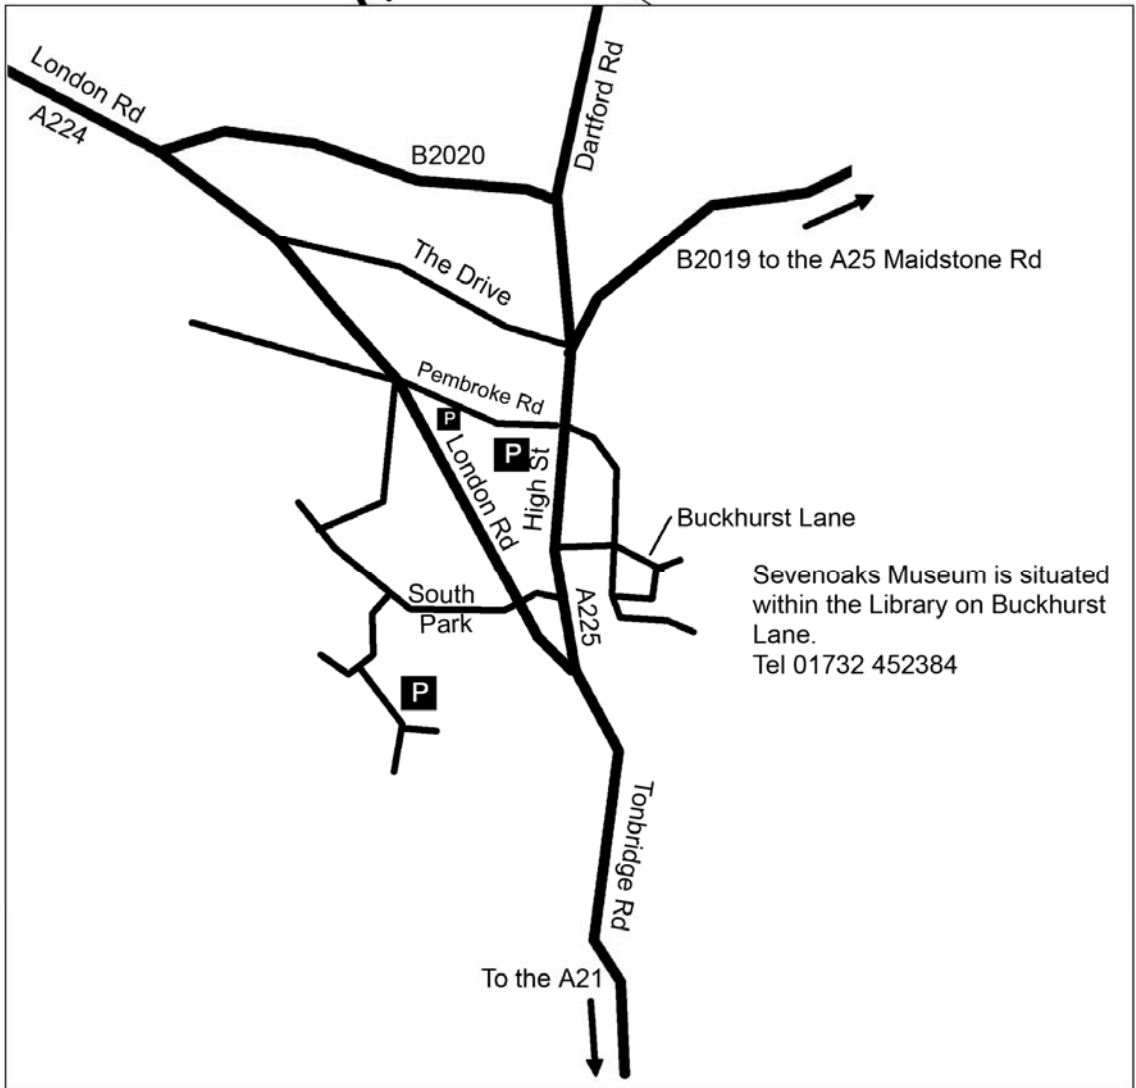 London Rd
A224
Dartford Rd
B2020
B2019 to the A25 Maidstone Rd
The Drive
Pembroke Rd
P
P
London Rd
High St
Buckhurst Lane
Sevenoaks Museum is situated
within the Library on Buckhurst
Lane.
Tel 01732 452384
South
Park
A225
P
Tonbridge Rd
To the A21